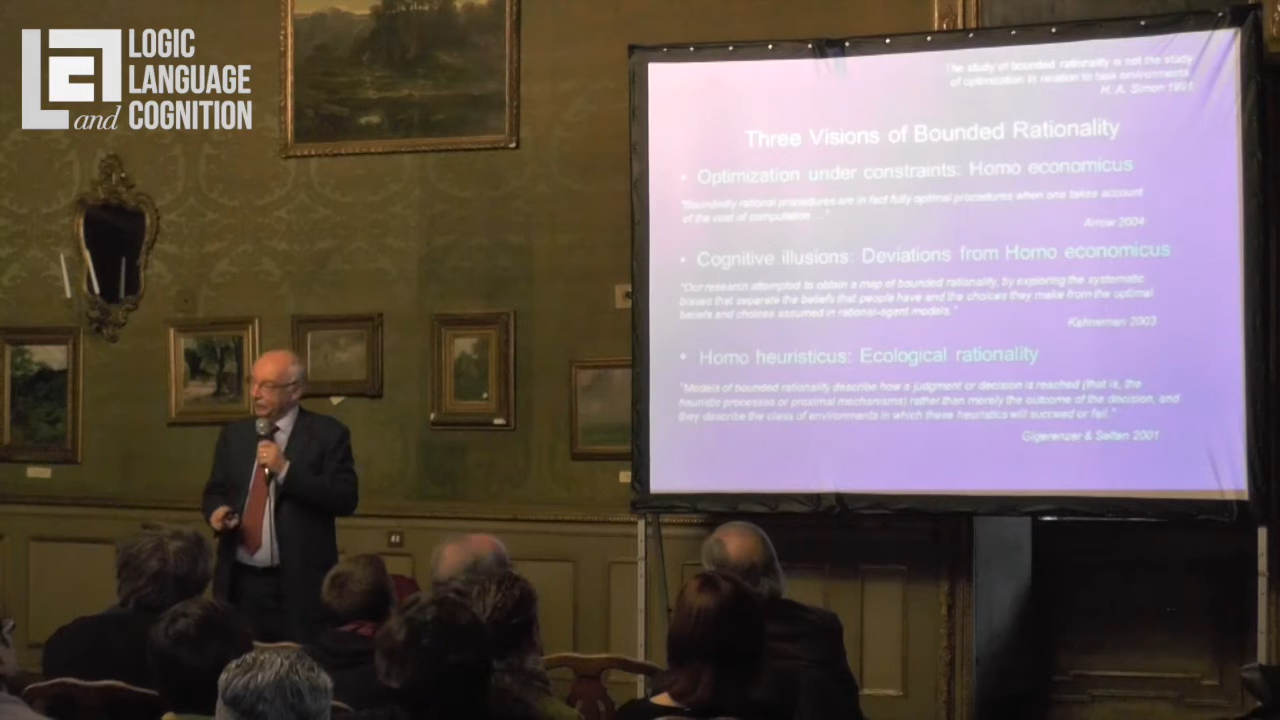 LOGIC
LANGUAGE
and COGNITION
The study of bounded rationality is not the study
of optimization in relation to task environments
H. A. Simon 1991
Three Visions of Bounded Rationality
• Optimization under constraints: Homo economicus
"Boundedly rational procedures are in fact fully optimal procedures when one takes account
of the cost of computation ..."
Arrow 2004
• Cognitive illusions: Deviations from Homo economicus
"Our research attempted to obtain a map of bounded rationality, by exploring the systematic
biases that separate the beliefs that people have and the choices they make from the optimal
beliefs and choices assumed in rational-agent models."
Kahneman 2003
• Homo heuristicus: Ecological rationality
"Models of bounded rationality describe how a judgment or decision is reached (that is, the
heuristic processes or proximal mechanisms) rather than merely the outcome of the decision, and
they describe the class of environments in which these heuristics will succeed or fail."
Gigerenzer & Selten 2001